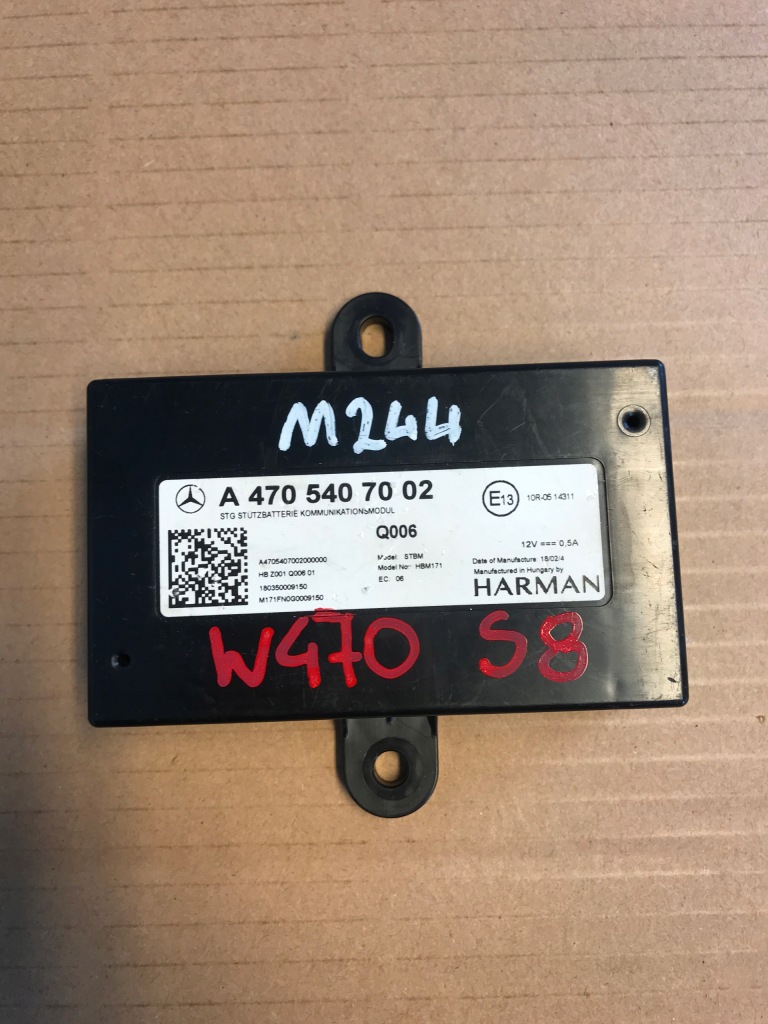 M244
A 470 540 70 02
STG STÜTZBATTERIE KOMMUNIKATIONSMODUL
E13
10R-05 14311
Q006
12V === 0,5A
A4705407002000000
HB Z001 Q006 01
180350009150
M171FN0G0009150
Model: STBM
Model No: HBM171
EC: 06
Date of Manufacture: 18/02/4
Manufactured in Hungary by
HARMAN
W470 S8